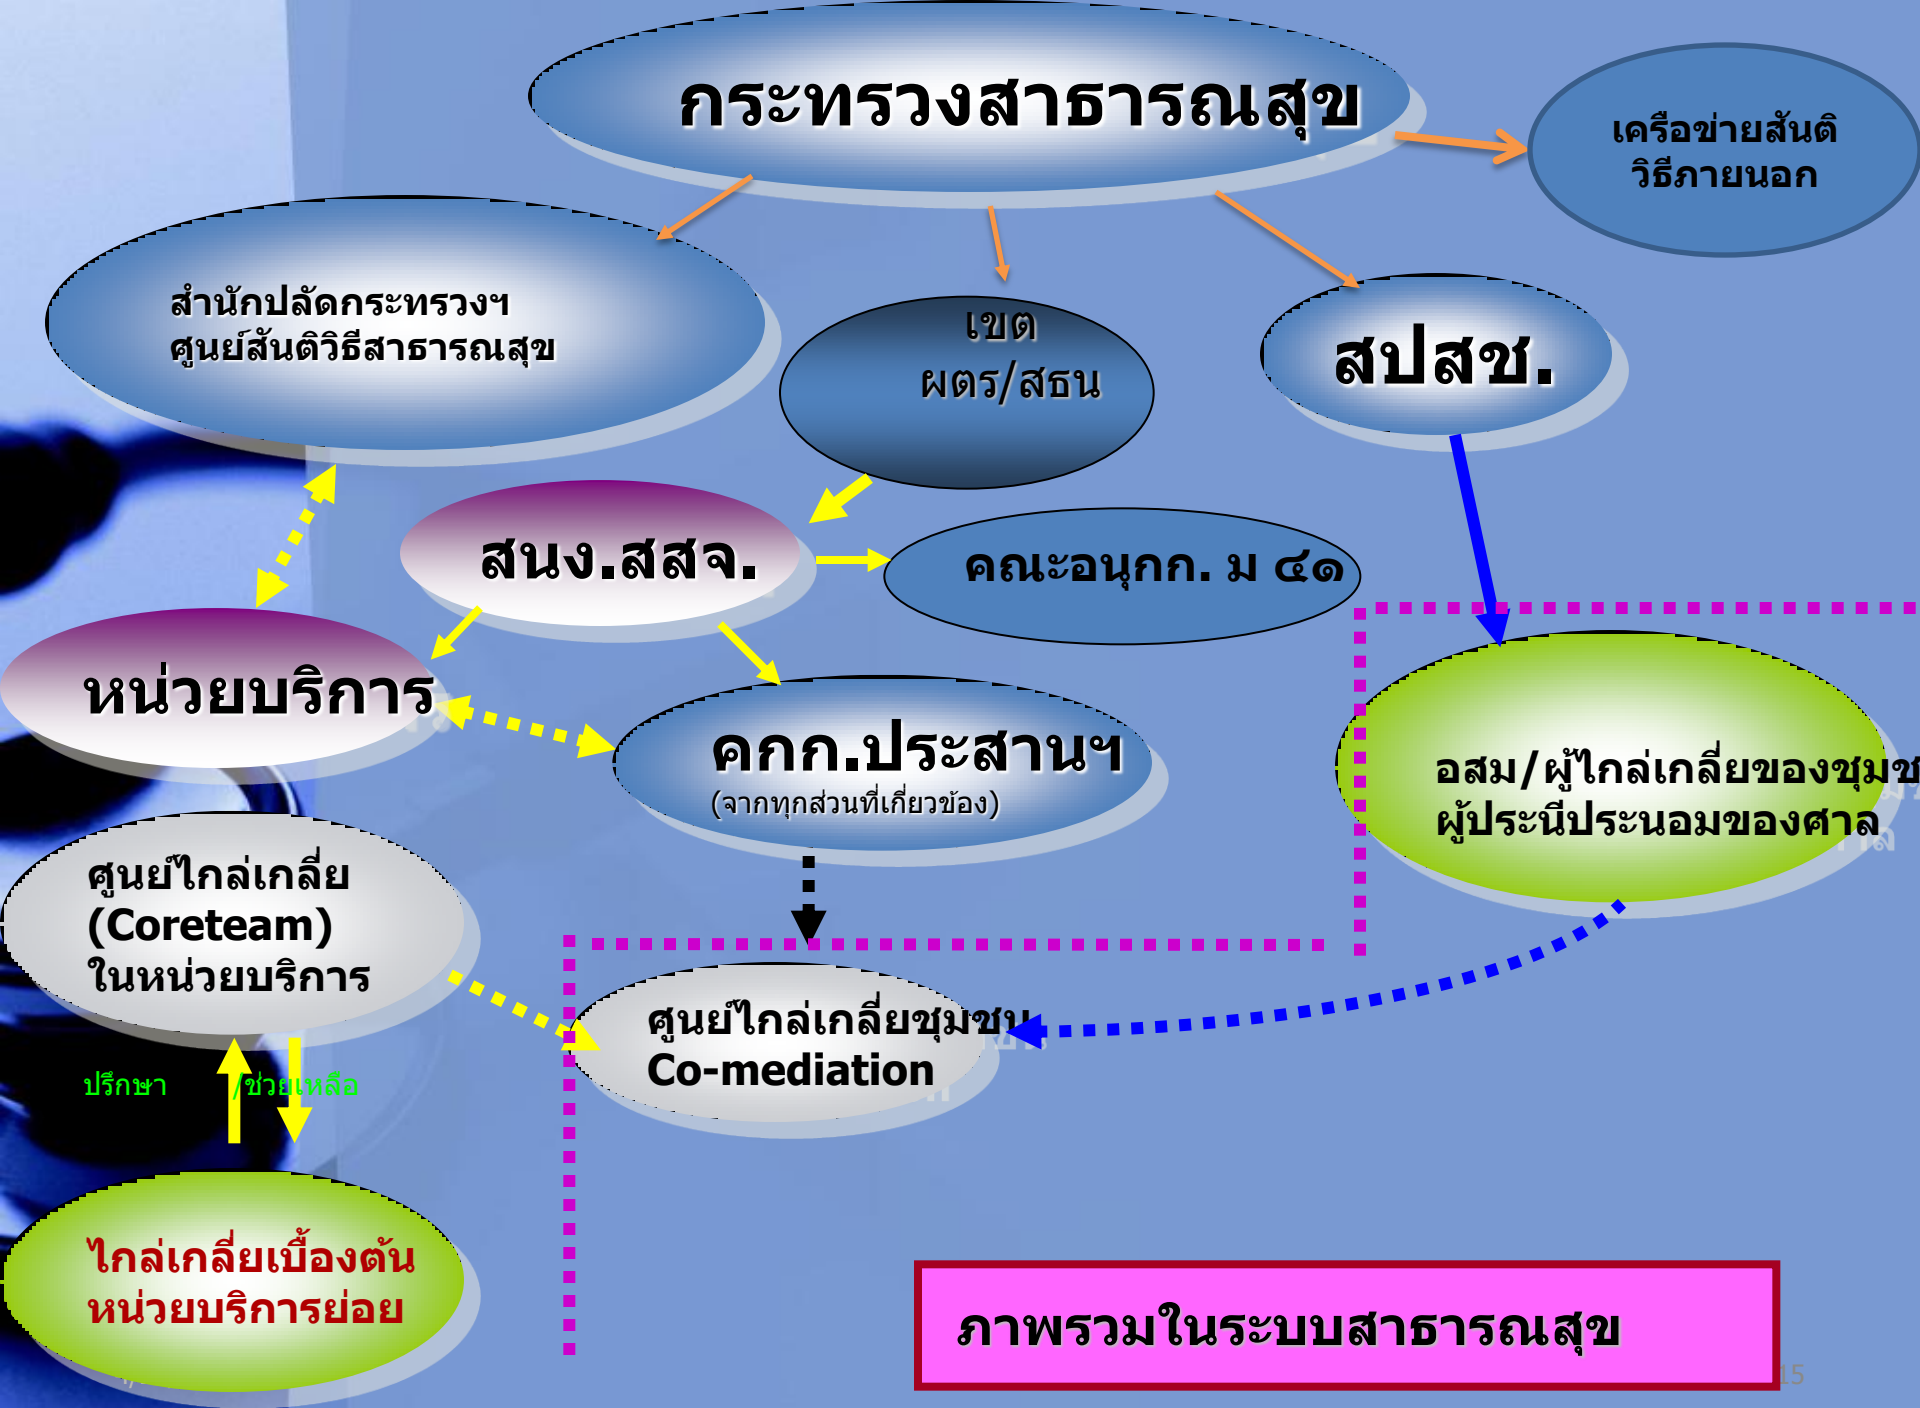 กระทรวงสาธารณสุข
เครือข่ายสันติ
วิธีภายนอก
สำนักปลัดกระทรวงฯ
ศูนย์สันติวิธีสาธารณสุข
เขต
ผตร/สธน
สปสช.
สนง.สสจ.
คณะอนุกก. ม ๔๑
หน่วยบริการ
คกก.ประสานฯ
(จากทุกส่วนที่เกี่ยวข้อง)
อสม/ผู้ไกล่เกลี่ยของชุมช
ผู้ประนีประนอมของศาล
ศูนย์ไกล่เกลี่ย
(Coreteam)
ในหน่วยบริการ
ศูนย์ไกล่เกลี่ยชุมชน
Co-mediation
ปรึกษา /ช่วยเหลือ
ไกล่เกลี่ยเบื้องต้น
หน่วยบริการย่อย
ภาพรวมในระบบสาธารณสุข
15